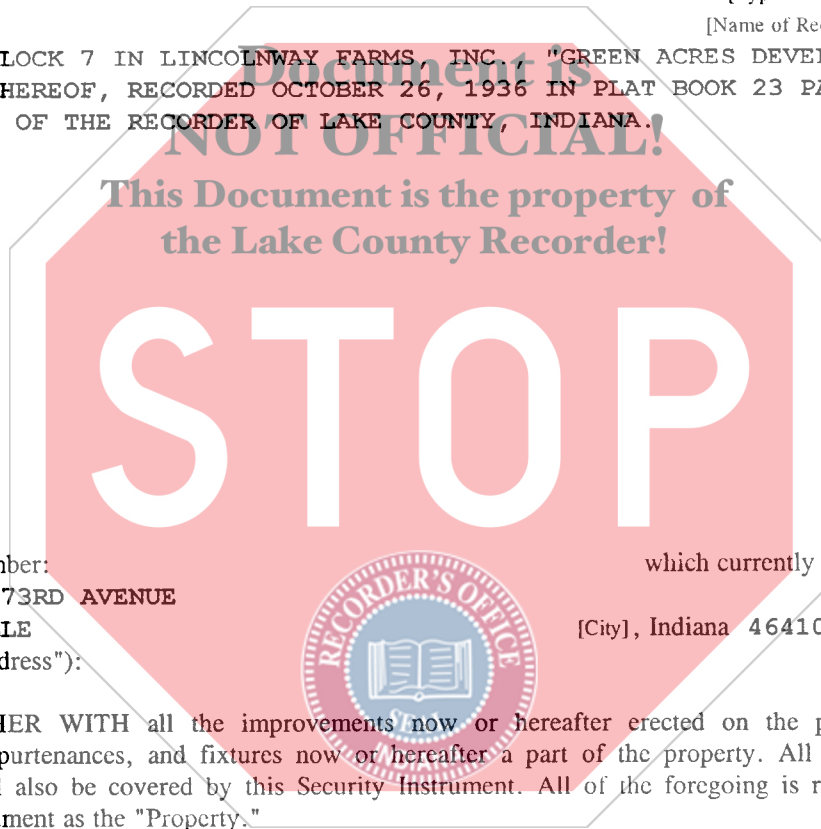 [Name of Re
LOCK 7 IN LINCOLNWAY FARMS, INC., "GREEN ACRES DEVE
Document is
HEREOF, RECORDED OCTOBER 26, 1936 IN PLAT BOOK 23 PA
OF THE RECORDER OF LAKE COUNTY, INDIANA.
NOT OFFICIAL!
This Document is the property of
the Lake County Recorder!
STOP
nber: which currently
73RD AVENUE
LE [City], Indiana 46410
dress"):
RECORDER'S OFFICE
SEAL
INDIANA
HER WITH all the improvements now or hereafter erected on the p
purtenances, and fixtures now or hereafter a part of the property. All
l also be covered by this Security Instrument. All of the foregoing is r
ment as the "Property."